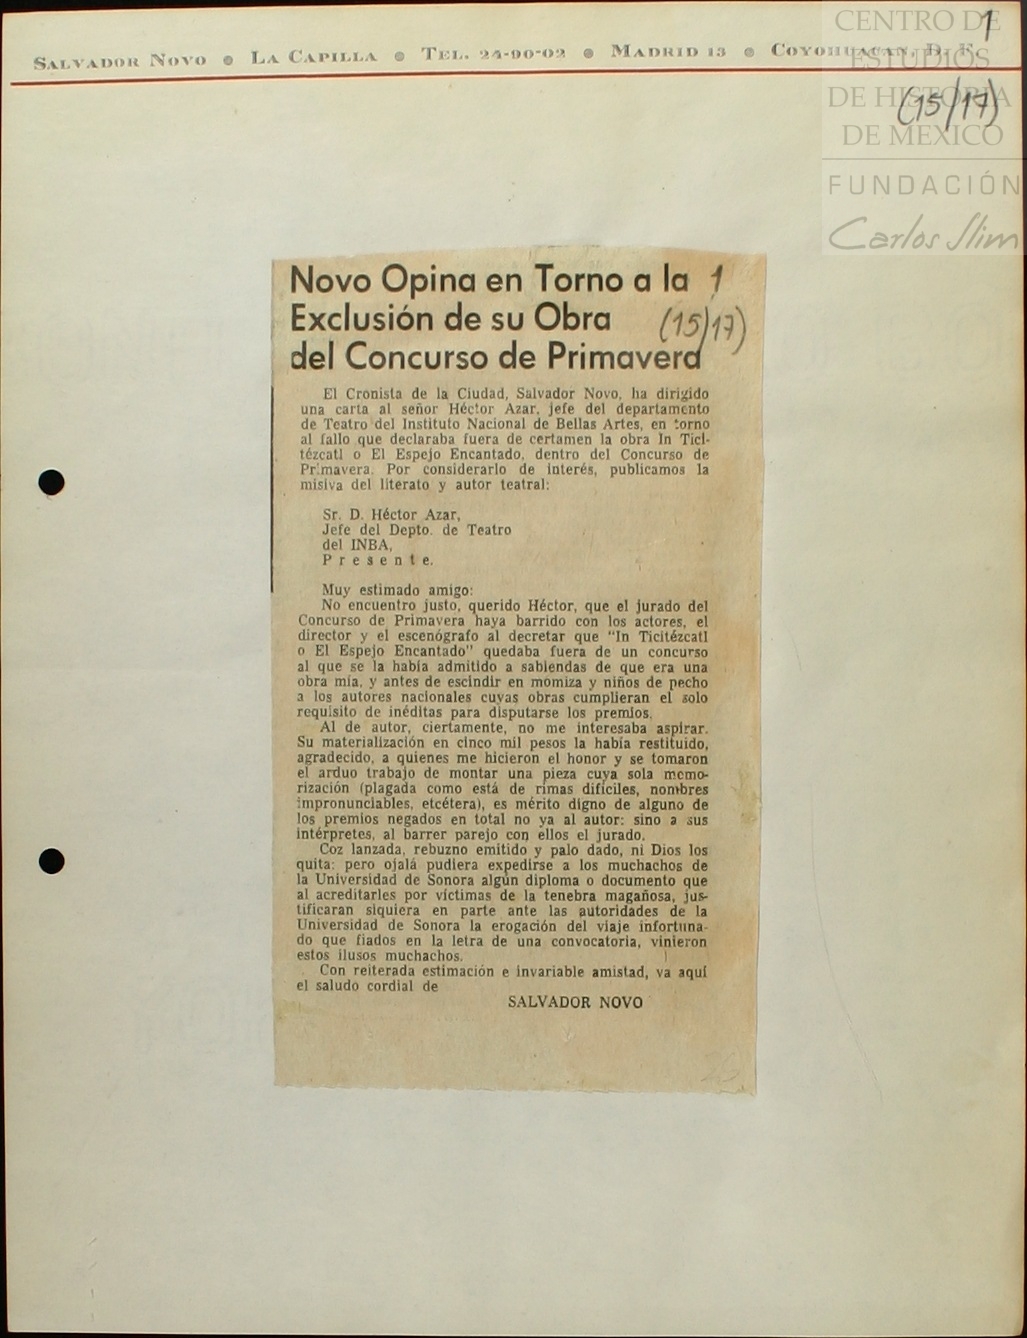 SALVADOR NOVO • LA CAPILLA • TEL. 24-90-02 • MADRID 13 • COYOHUACAN, D. F.
1
(15/17)
CENTRO DE
ESTUDIOS
DE HISTORIA
DE MEXICO
FUNDACIÓN
Carlos Slim
Novo Opina en Torno a la 1
Exclusión de su Obra (15/17)
del Concurso de Primavera
El Cronista de la Ciudad, Salvador Novo, ha dirigido
una carta al señor Héctor Azar, jefe del departamento
de Teatro del Instituto Nacional de Bellas Artes, en torno
al fallo que declaraba fuera de certamen la obra In Tici-
tézcatl o El Espejo Encantado, dentro del Concurso de
Primavera. Por considerarlo de interés, publicamos la
misiva del literato y autor teatral:
Sr. D. Héctor Azar,
Jefe del Depto. de Teatro
del INBA,
P r e s e n t e.
Muy estimado amigo:
No encuentro justo, querido Héctor, que el jurado del
Concurso de Primavera haya barrido con los actores, el
director y el escenógrafo al decretar que "In Ticitézcatl
o El Espejo Encantado" quedaba fuera de un concurso
al que se la había admitido a sabiendas de que era una
obra mía, y antes de escindir en momiza y niños de pecho
a los autores nacionales cuyas obras cumplieran el solo
requisito de inéditas para disputarse los premios.
Al de autor, ciertamente, no me interesaba aspirar.
Su materialización en cinco mil pesos la había restituido,
agradecido, a quienes me hicieron el honor y se tomaron
el arduo trabajo de montar una pieza cuya sola memo-
rización (plagada como está de rimas difíciles, nombres
impronunciables, etcétera), es mérito digno de alguno de
los premios negados en total no ya al autor: sino a sus
intérpretes, al barrer parejo con ellos el jurado.
Coz lanzada, rebuzno emitido y palo dado, ni Dios los
quita: pero ojalá pudiera expedirse a los muchachos de
la Universidad de Sonora algún diploma o documento que
al acreditarles por víctimas de la tenebra magañosa, jus-
tificaran siquiera en parte ante las autoridades de la
Universidad de Sonora la erogación del viaje infortuna-
do que fiados en la letra de una convocatoria, vinieron
estos ilusos muchachos.
Con reiterada estimación e invariable amistad, va aquí
el saludo cordial de
SALVADOR NOVO